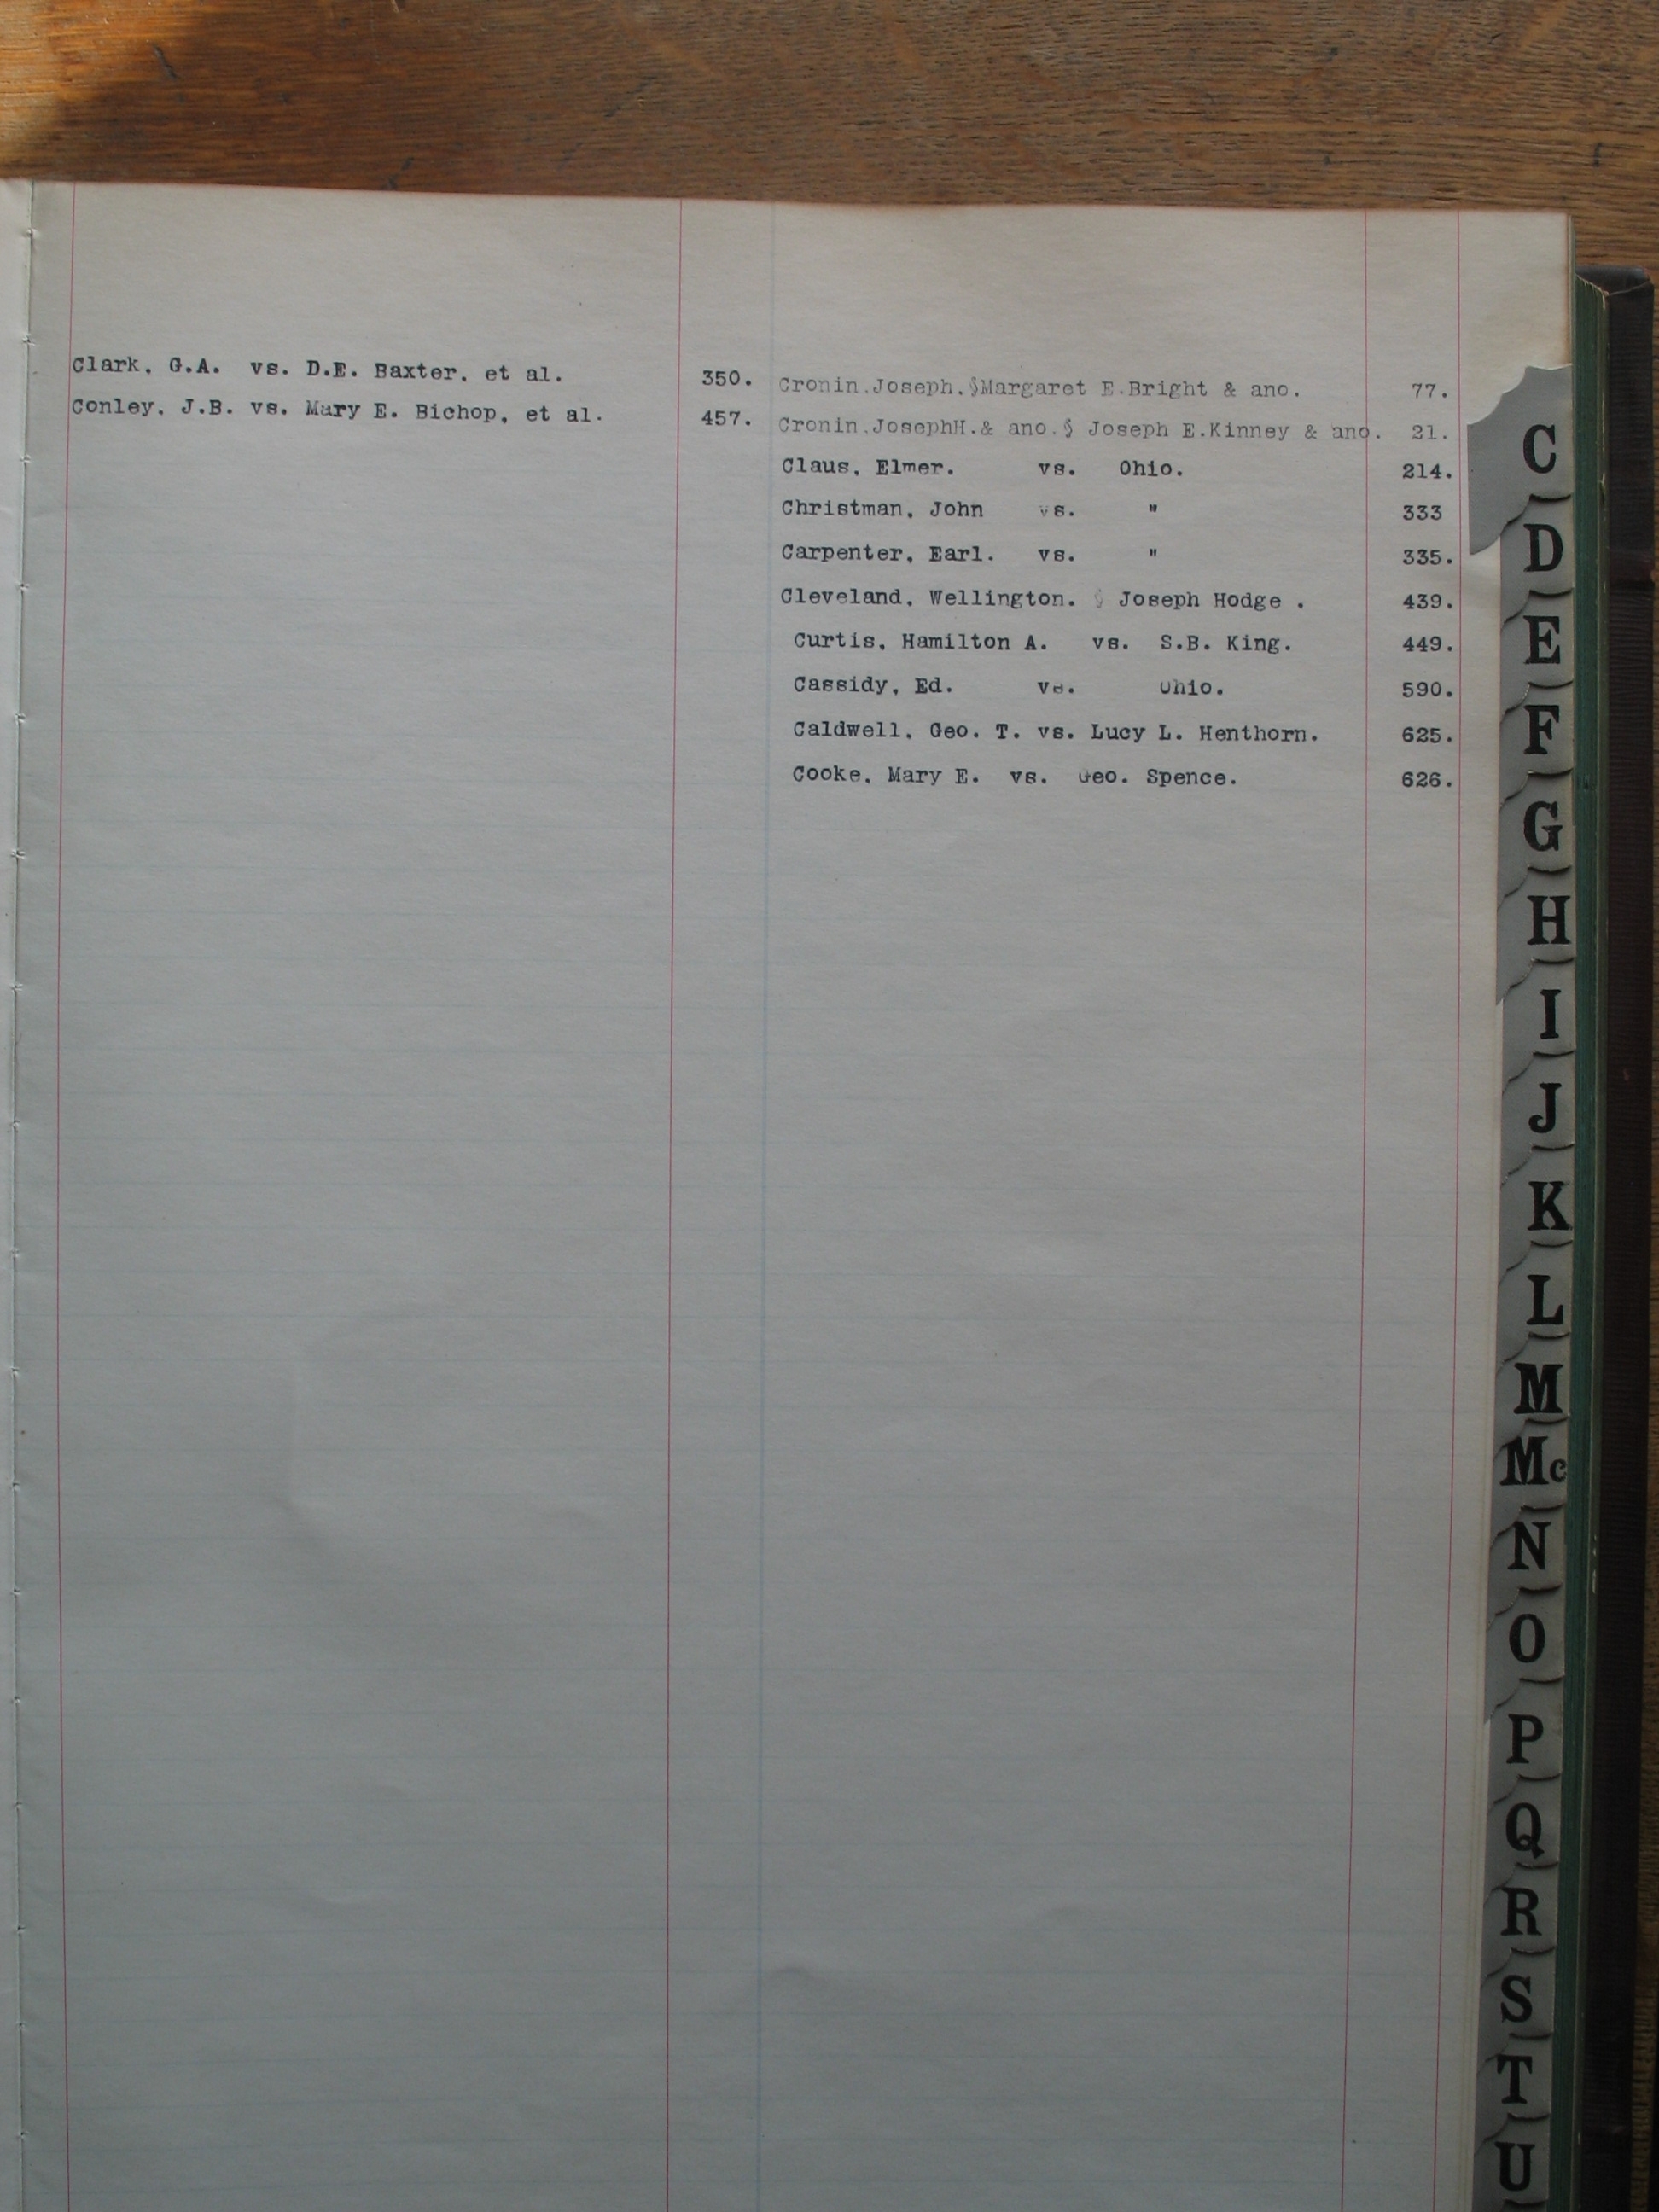 Clark, G.A. vs. D.E. Baxter, et al. 350.
Conley, J.B. vs. Mary E. Bichop, et al. 457.
Cronin.Joseph.§Margaret E.Bright & ano. 77.
Cronin.JosephH.& ano.§ Joseph E.Kinney & ano. 21.
Claus, Elmer. vs. Ohio. 214.
Christman, John vs. " 333
Carpenter, Earl. vs. " 335.
Cleveland, Wellington. § Joseph Hodge . 439.
Curtis, Hamilton A. vs. S.B. King. 449.
Cassidy, Ed. vs. Ohio. 590.
Caldwell, Geo. T. vs. Lucy L. Henthorn. 625.
Cooke, Mary E. vs. Geo. Spence. 626.
C
D
E
F
G
H
I
J
K
L
M
Mc
N
O
P
Q
R
S
T
U